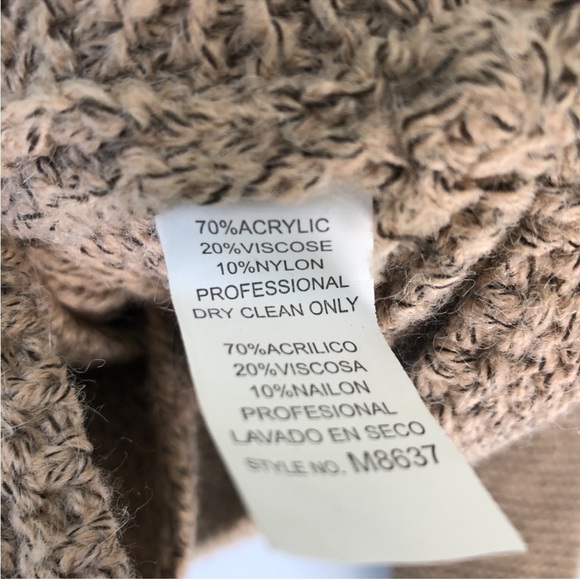 70%ACRYLIC
20%VISCOSE
10%NYLON
PROFESSIONAL
DRY CLEAN ONLY
70%ACRILICO
20%VISCOSA
10%NAILON
PROFESIONAL
LAVADO EN SECO
STYLE NO. M8637